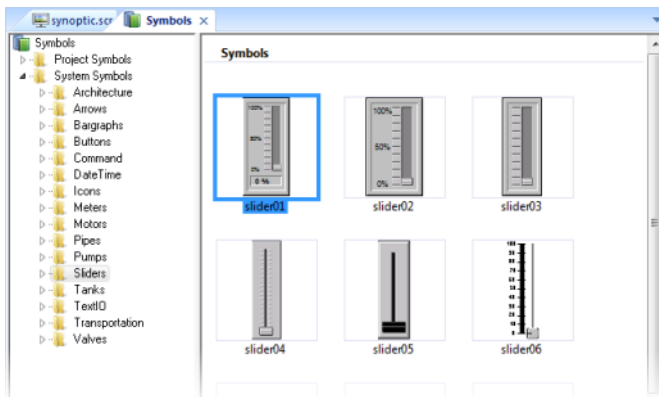 synoptic.scr Symbols ×
Symbols
Project Symbols
System Symbols
Architecture
Arrows
Bargraphs
Buttons
Command
DateTime
Icons
Meters
Motors
Pipes
Pumps
Sliders
Tanks
TextIO
Transportation
Valves
Symbols
100%
0%
0 %
slider01
100%
50%
0%
slider02
slider03
slider04
slider05
100
slider06